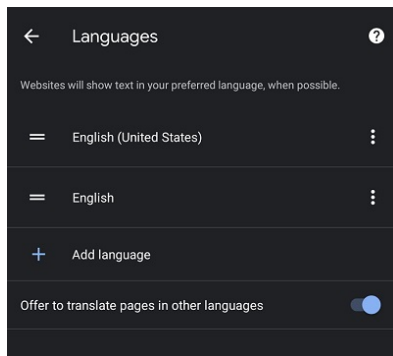 Languages
Websites will show text in your preferred language, when possible.
English (United States)
English
Add language
Offer to translate pages in other languages